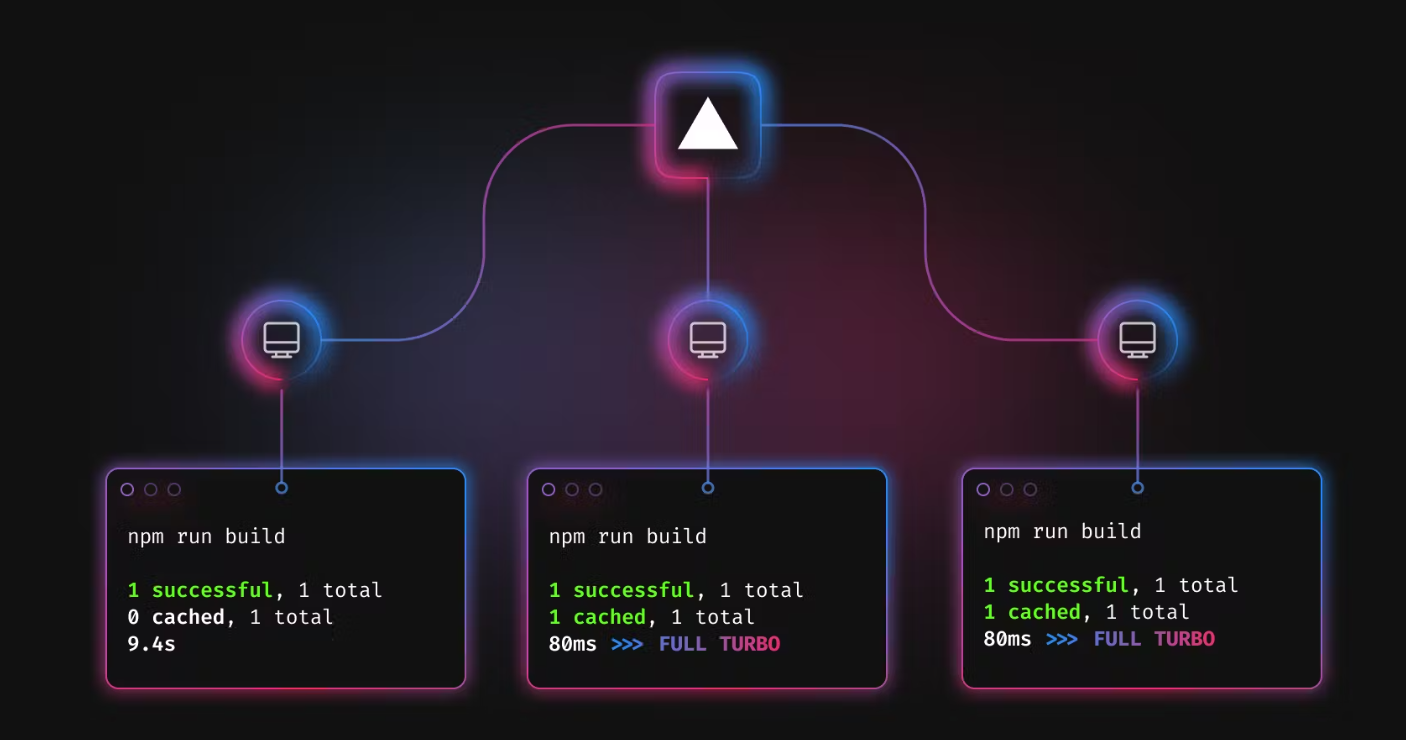 npm run build
1 successful, 1 total
0 cached, 1 total
9.4s
npm run build
1 successful, 1 total
1 cached, 1 total
80ms >>> FULL TURBO
npm run build
1 successful, 1 total
1 cached, 1 total
80ms >>> FULL TURBO